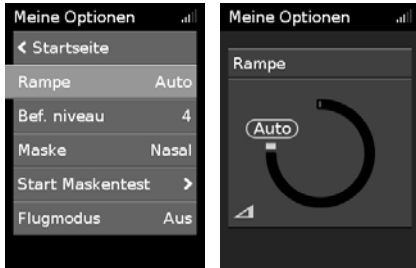 Meine Optionen
< Startseite
Rampe Auto
Bef. niveau 4
Maske Nasal
Start Maskentest >
Flugmodus Aus
Meine Optionen
Rampe
Auto